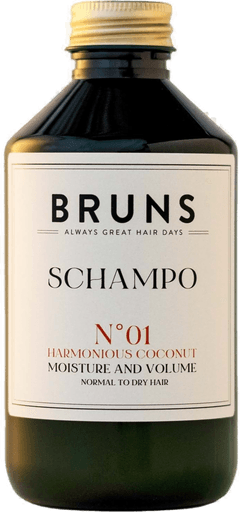 BRUNS
ALWAYS GREAT HAIR DAYS
SCHAMPO
N°01
HARMONIOUS COCONUT
MOISTURE AND VOLUME
NORMAL TO DRY HAIR